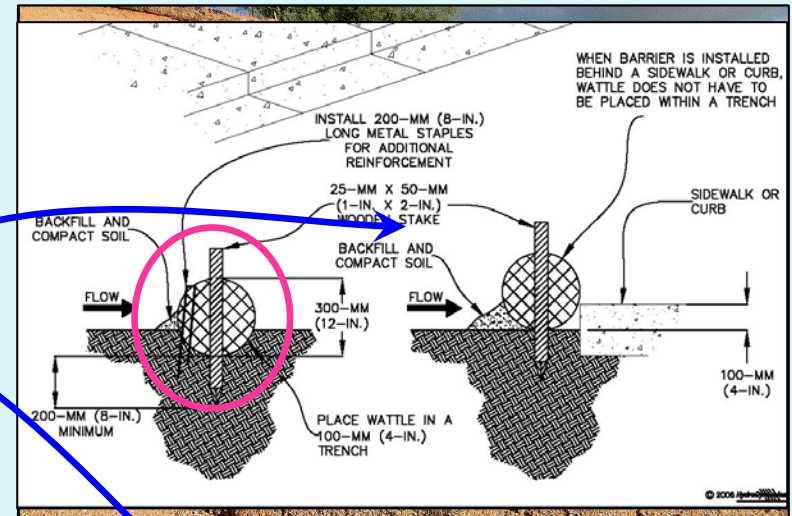 WHEN BARRIER IS INSTALLED
BEHIND A SIDEWALK OR CURB,
WATTLE DOES NOT HAVE TO
BE PLACED WITHIN A TRENCH
INSTALL 200-MM (8-IN.)
LONG METAL STAPLES
FOR ADDITIONAL
REINFORCEMENT
25-MM X 50-MM
(1-IN. X 2-IN.)
WOODEN STAKE
SIDEWALK OR
CURB
BACKFILL AND
COMPACT SOIL
BACKFILL AND
COMPACT SOIL
FLOW
300-MM
(12-IN.)
FLOW
100-MM
(4-IN.)
200-MM (8-IN.)
MINIMUM
PLACE WATTLE IN A
100-MM (4-IN.)
TRENCH
© 2006